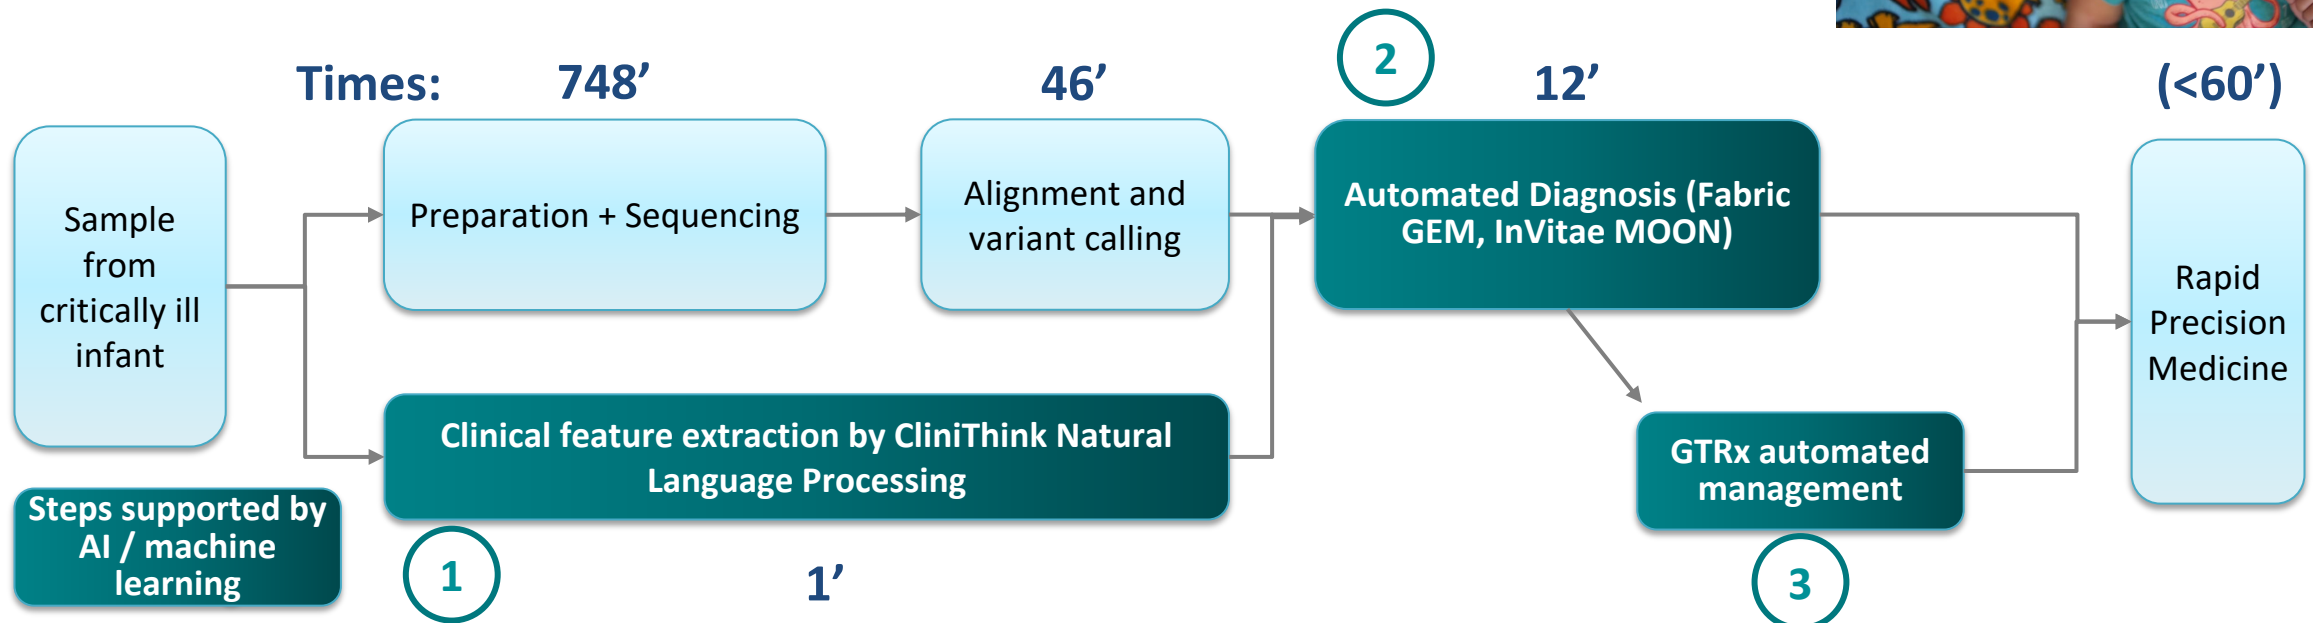 Times:
748’
46’
2
12’
(<60’)
Sample
from
critically ill
infant
Preparation + Sequencing
Alignment and
variant calling
Automated Diagnosis (Fabric
GEM, InVitae MOON)
Rapid
Precision
Medicine
Clinical feature extraction by CliniThink Natural
Language Processing
GTRx automated
management
Steps supported by
AI / machine
learning
1
1’
3